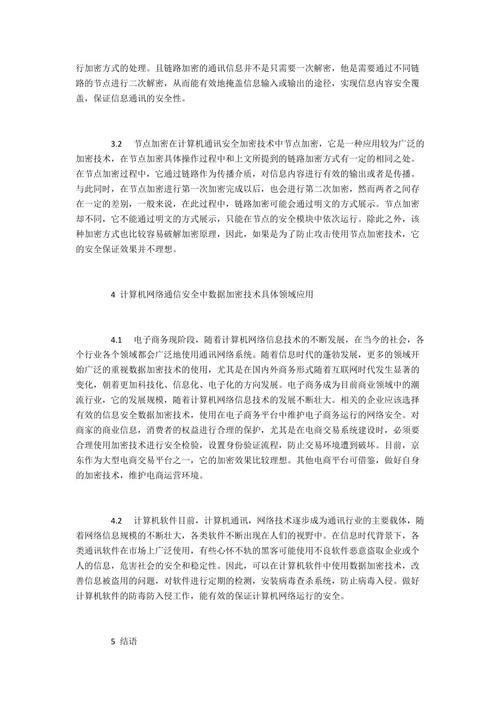 行加密方式的处理。且链路加密的通讯信息并不是只需要一次解密，他是需要通过不同链
路的节点进行二次解密，从而能有效地掩盖信息输入或输出的途径，实现信息内容安全覆
盖，保证信息通讯的安全性。
3.2 节点加密在计算机通讯安全加密技术中节点加密，它是一种应用较为广泛的
加密技术，在节点加密具体操作过程中和上文所提到的链路加密方式有一定的相同之处。
在节点加密过程中，它通过链路作为传播介质，对信息内容进行有效的输出或者是传播。
与此同时，在节点加密进行第一次加密完成以后，也会进行第二次加密，然而两者之间存
在一定的差别，一般来说，在此过程中，链路加密可能会通过明文的方式展示。节点加密
却不同，它不能通过明文的方式展示，只能在节点的安全模块中依次运行。除此之外，该
种加密方式也比较容易破解加密原理，因此，如果是为了防止攻击使用节点加密技术，它
的安全保证效果并不理想。
4 计算机网络通信安全中数据加密技术具体领域应用
4.1 电子商务现阶段，随着计算机网络信息技术的不断发展，在当今的社会，各
个行业各个领域都会广泛地使用通讯网络系统。随着信息时代的蓬勃发展，更多的领域开
始广泛的重视数据加密技术的使用，尤其是在国内外商务形式随着互联网时代发生显著的
变化，朝着更加科技化、信息化、电子化的方向发展。电子商务成为目前商业领域中的潮
流行业，它的发展规模，随着计算机网络信息技术的发展不断壮大。相关的企业应该选择
有效的信息安全数据加密技术，使用在电子商务平台中维护电子商务运行的网络安全。对
商家的商业信息，消费者的权益进行合理的保护，尤其是在电商交易系统建设时，必须要
合理使用加密技术进行安全检验，设置身份验证流程，防止交易环境遭到破坏。目前，京
东作为大型电商交易平台之一，它的加密效果比较理想。其他电商平台可借鉴，做好自身
的加密技术，维护电商运营环境。
4.2 计算机软件目前，计算机通讯，网络技术逐步成为通讯行业的主要载体，随
着网络信息规模的不断壮大，各类软件不断出现在人们的视野中。在信息时代背景下，各
类通讯软件在市场上广泛使用，有些心怀不轨的黑客可能使用不良软件恶意盗取企业或个
人的信息，危害社会的安全和稳定性。因此，可以在计算机软件中使用数据加密技术，改
善信息被盗用的问题，对软件进行定期的检测，安装病毒查杀系统，防止病毒入侵。做好
计算机软件的防毒防入侵工作，能有效的保证计算机网络运行的安全。
5 结语